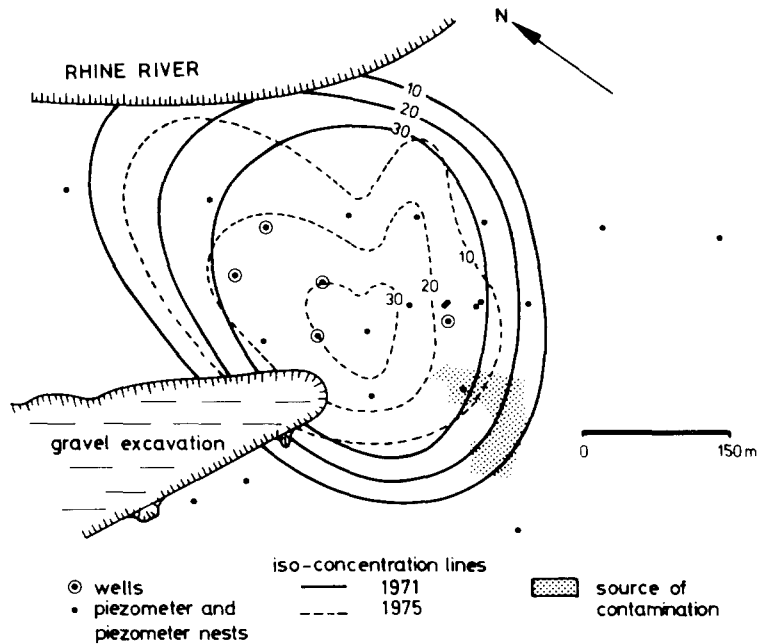 N
RHINE RIVER
10
20
30
10
20
30
gravel excavation
0 150 m
iso-concentration lines
wells
1971
source of
contamination
piezometer and
piezometer nests
1975